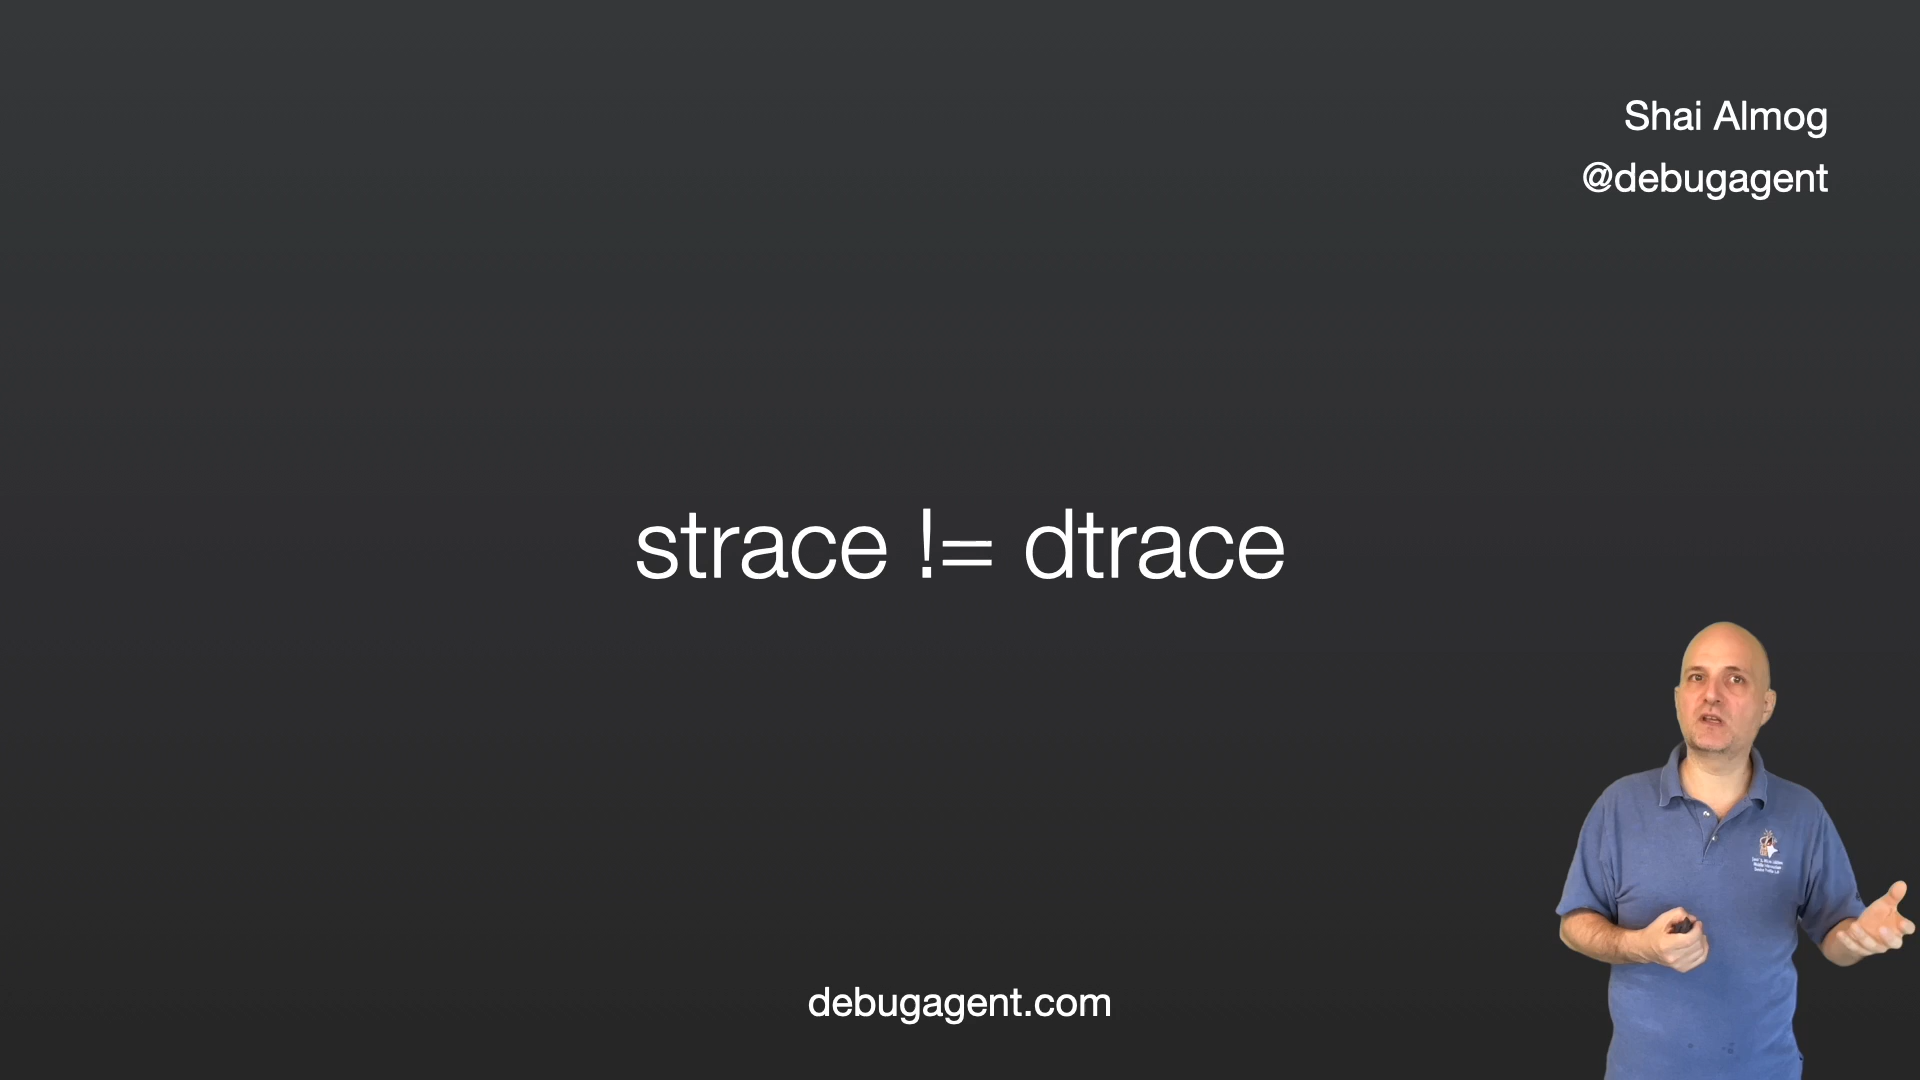 Shai Almog
@debugagent
strace != dtrace
debugagent.com